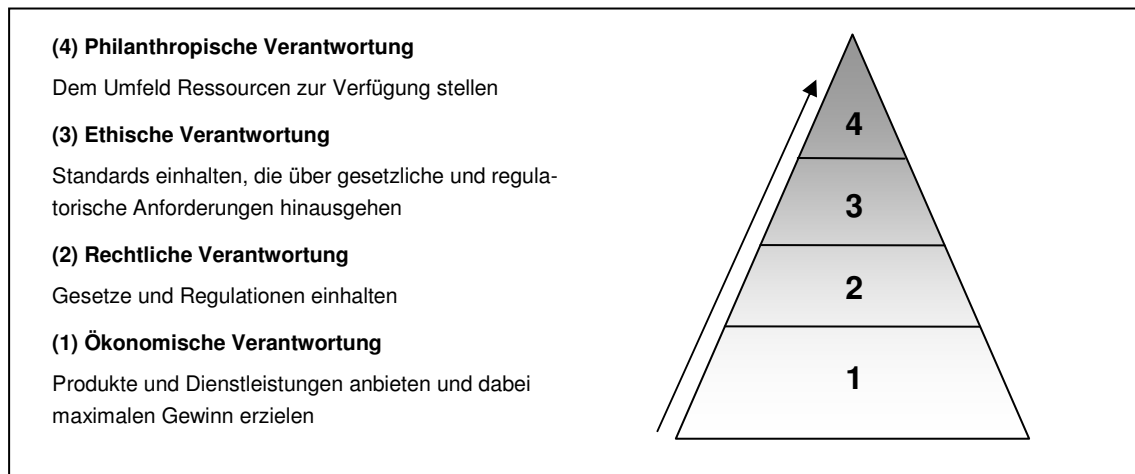 (4) Philanthropische Verantwortung
Dem Umfeld Ressourcen zur Verfügung stellen
(3) Ethische Verantwortung
Standards einhalten, die über gesetzliche und regula-
torische Anforderungen hinausgehen
(2) Rechtliche Verantwortung
Gesetze und Regulationen einhalten
(1) Ökonomische Verantwortung
Produkte und Dienstleistungen anbieten und dabei
maximalen Gewinn erzielen
4
3
2
1